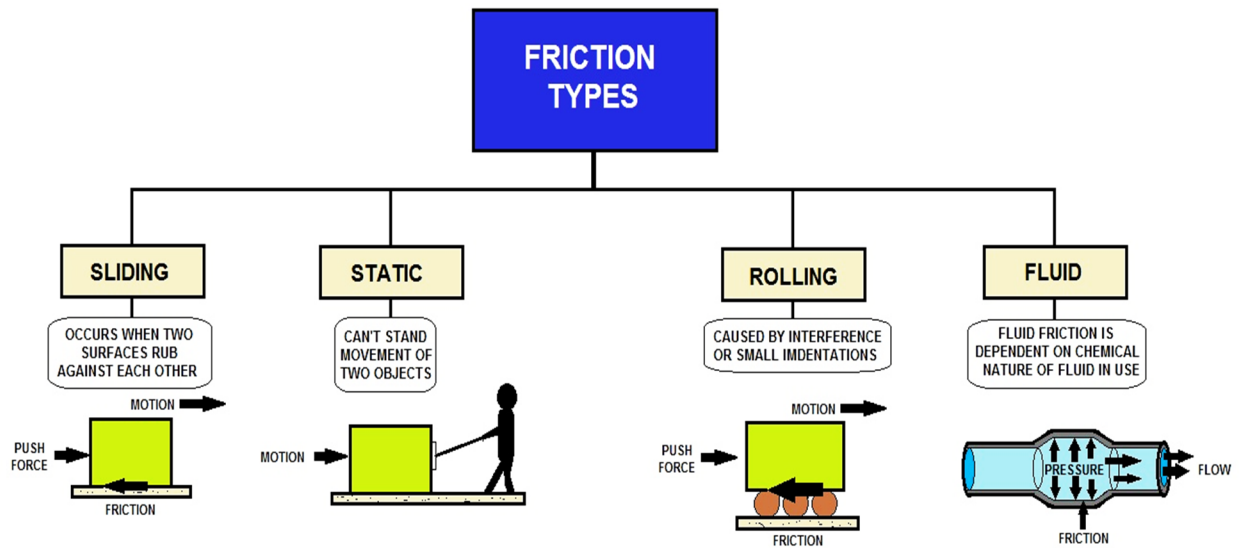 FRICTION
TYPES
SLIDING
STATIC
ROLLING
FLUID
OCCURS WHEN TWO
SURFACES RUB
AGAINST EACH OTHER
CAN'T STAND
MOVEMENT OF
TWO OBJECTS
CAUSED BY INTERFERENCE
OR SMALL IMDENTATIONS
FLUID FRICTION IS
DEPENDENT ON CHEMICAL
NATURE OF FLUID IN USE
MOTION
PUSH
FORCE
FRICTION
MOTION
MOTION
PUSH
FORCE
FRICTION
PRESSURE
FLOW
FRICTION